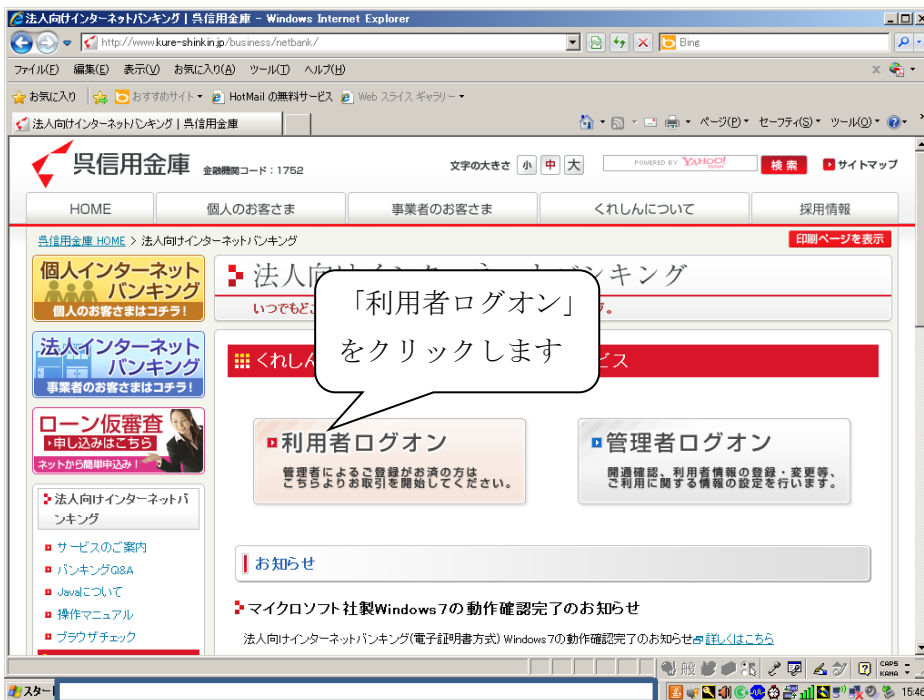 法人向けインターネットバンキング | 呉信用金庫 - Windows Internet Explorer
http://www.kure-shinkin.jp/business/netbank/
Bing
ファイル(F) 編集(E) 表示(V) お気に入り(A) ツール(T) ヘルプ(H)
お気に入り おすすめサイト HotMail の無料サービス Web スライス ギャラリー
法人向けインターネットバンキング | 呉信用金庫
ページ(P) セーフティ(S) ツール(O)
呉信用金庫 金融機関コード:1752
文字の大きさ 小 中 大 POWERED BY YAHOO! JAPAN 検索 サイトマップ
HOME 個人のお客さま 事業者のお客さま くれしんについて 採用情報
呉信用金庫 HOME > 法人向けインターネットバンキング
印刷ページを表示
個人インターネット
バンキング
個人のお客さまはコチラ!
法人インターネット
バンキング
事業者のお客さまはコチラ!
ローン仮審査
申し込みはこちら
ネットから簡単申込み!
法人向けインターネットバ
ンキング
サービスのご案内
バンキングQ&A
Javaについて
操作マニュアル
ブラウザチェック
法人向
ンキング
いつでもどこ
「利用者ログオン」
をクリックします
くれし
ビス
利用者ログオン
管理者によるご登録がお済の方は
こちらよりお取引を開始してください。
管理者ログオン
開通確認、利用者情報の登録・変更等、
ご利用に関する情報の設定を行います。
お知らせ
マイクロソフト社製Windows7の動作確認完了のお知らせ
法人向けインターネットバンキング(電子証明書方式) Windows7の動作確認完了のお知らせ 詳しくはこちら
般
CAPS
KANA
スタート
15:40